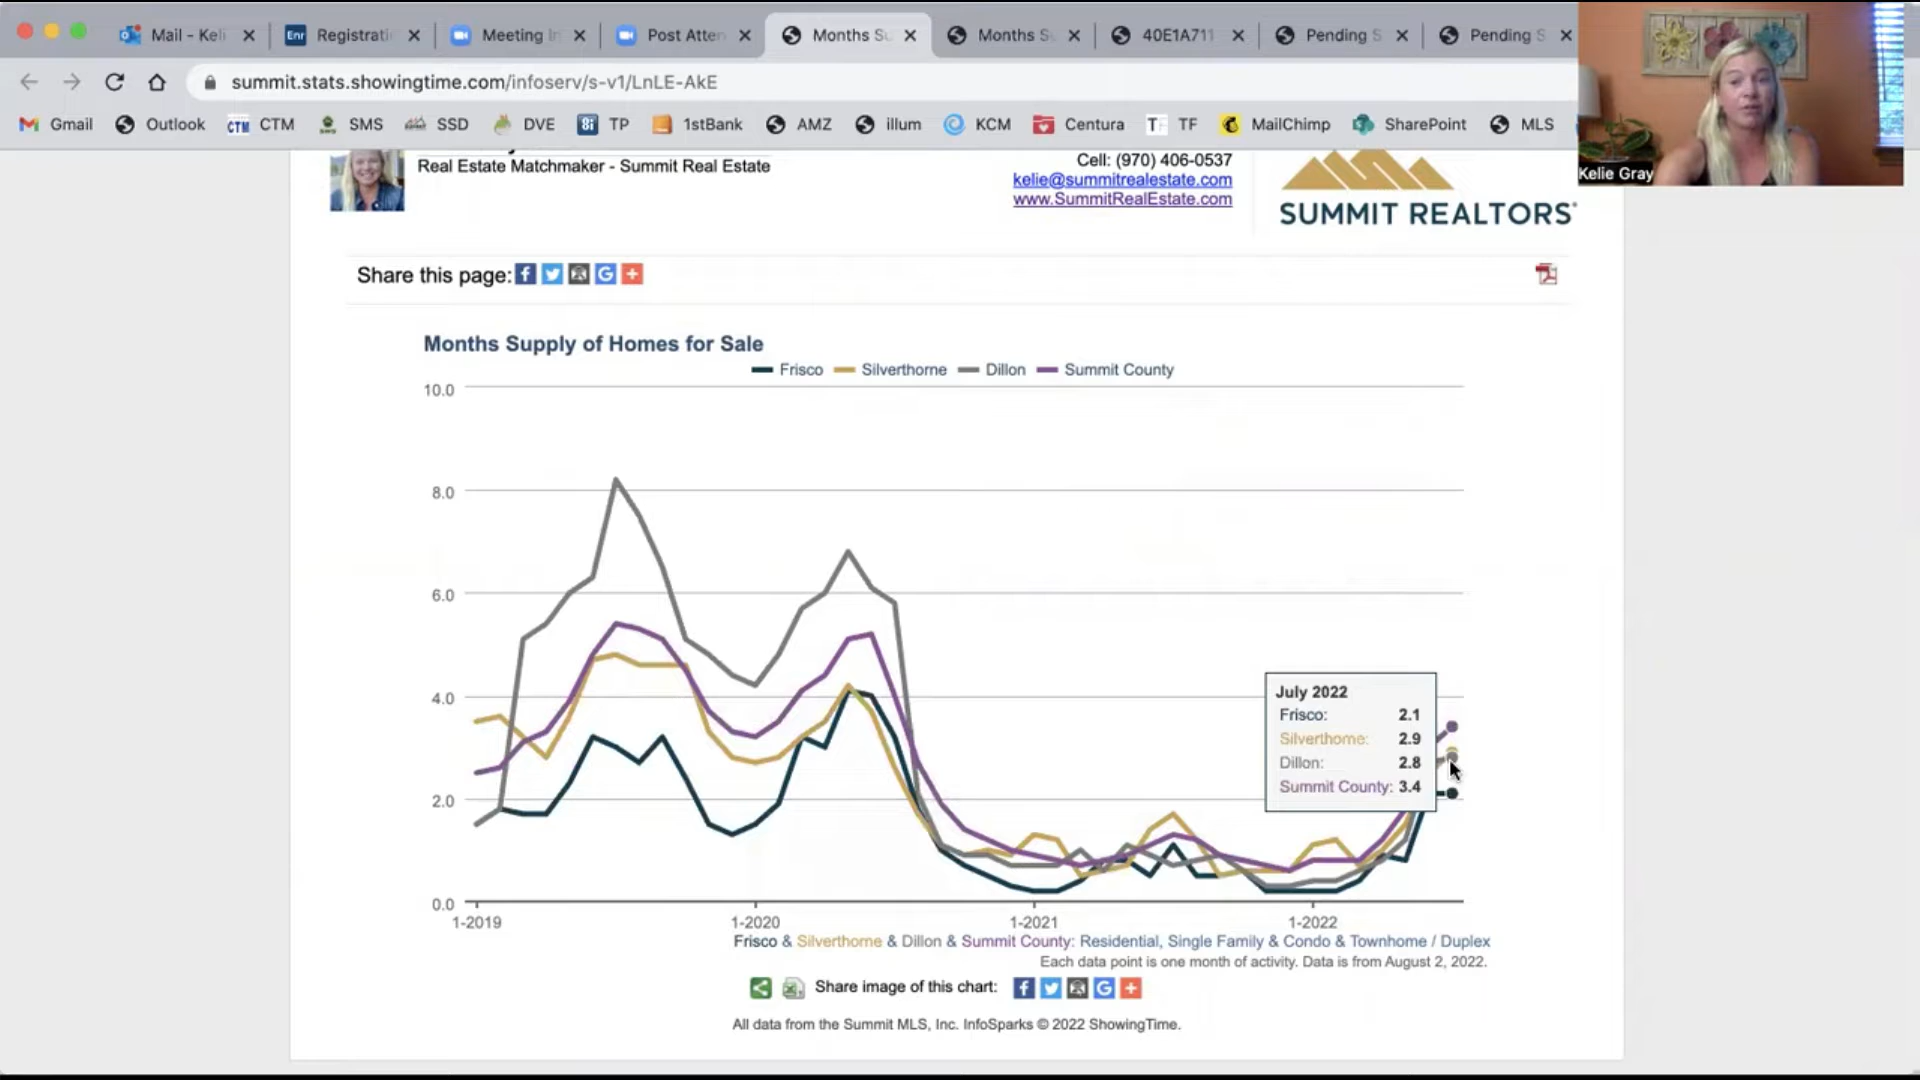 Mail - Keli
Enr Registrati
Meeting In
Post Atten
Months Su
Months S
40E1A711
Pending S
Pending S
summit.stats.showingtime.com/infoserv/s-v1/LnLE-AkE
Gmail
Outlook
CTM CTM
SMS
SSD
DVE
8i TP
1stBank
AMZ
illum
KCM
Centura
TF TF
MailChimp
SharePoint
MLS
Kelie Gray
Real Estate Matchmaker - Summit Real Estate
Cell: (970) 406-0537
kelie@summitrealestate.com
www.SummitRealEstate.com
SUMMIT REALTORS®
Share this page:
Months Supply of Homes for Sale
Frisco Silverthorne Dillon Summit County
10.0
8.0
6.0
4.0
2.0
0.0
July 2022
Frisco: 2.1
Silverthorne: 2.9
Dillon: 2.8
Summit County: 3.4
1-2019 1-2020 1-2021 1-2022
Frisco & Silverthorne & Dillon & Summit County: Residential, Single Family & Condo & Townhome / Duplex
Each data point is one month of activity. Data is from August 2, 2022.
Share image of this chart:
All data from the Summit MLS, Inc. InfoSparks © 2022 ShowingTime.